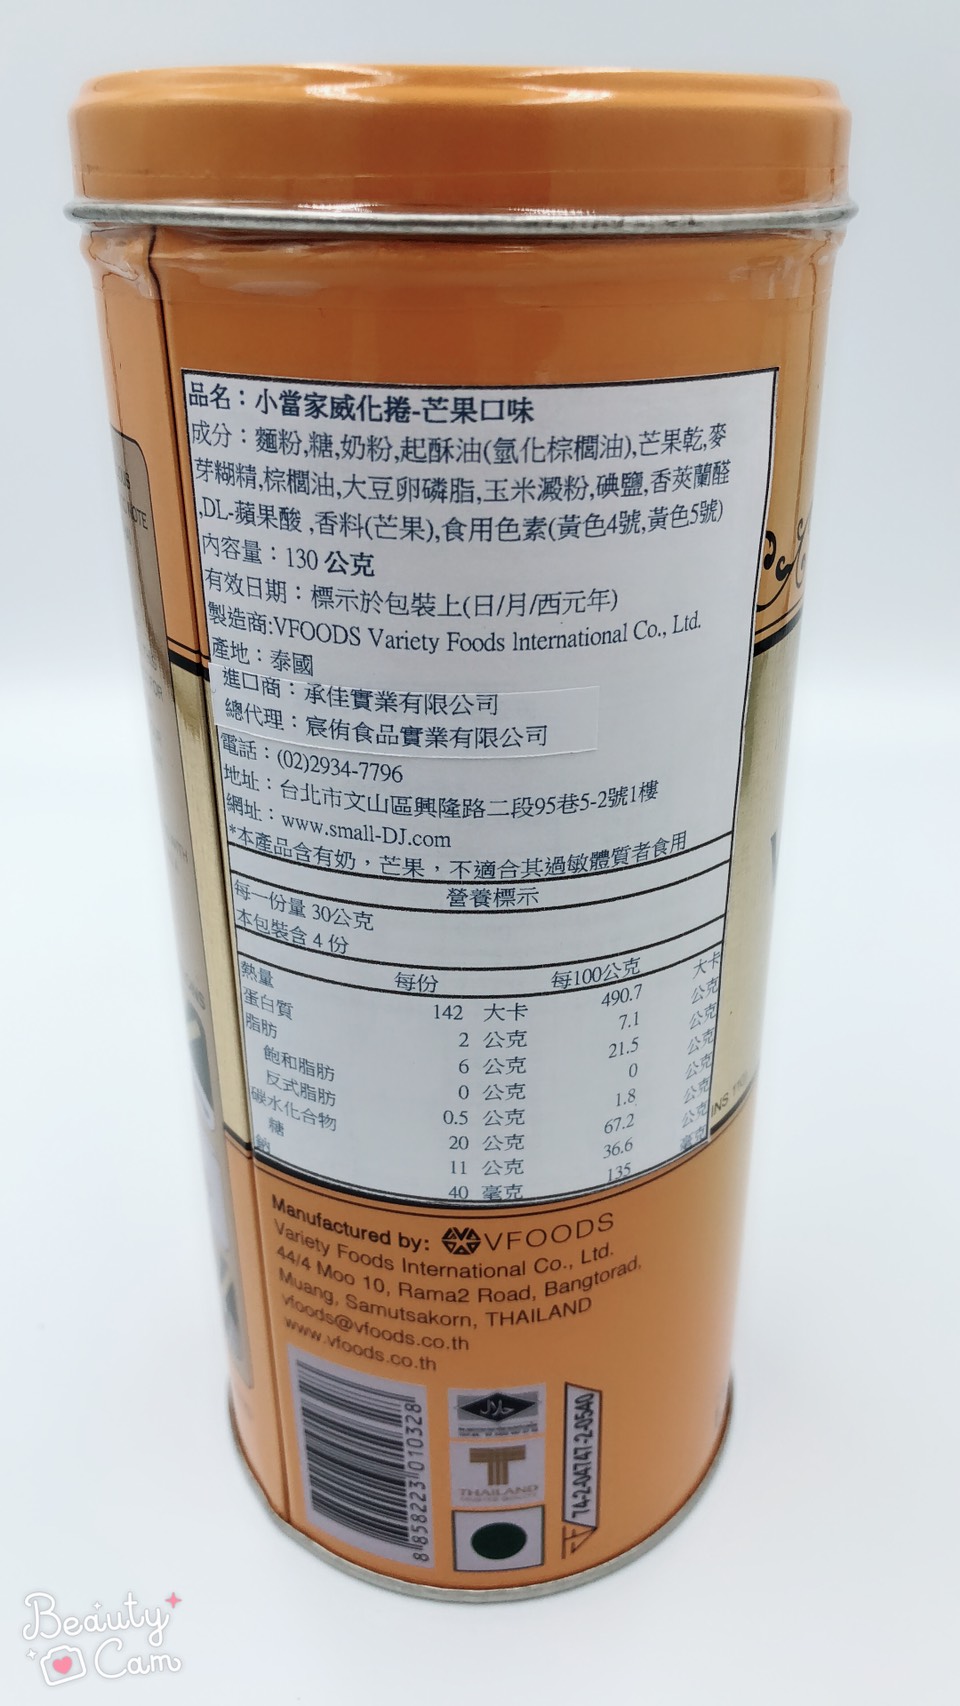 品名：小當家威化捲-芒果口味
成分：麵粉,糖,奶粉,起酥油(氫化棕櫚油),芒果乾,麥
芽糊精,棕櫚油,大豆卵磷脂,玉米澱粉,碘鹽,香莢蘭醛
,DL-蘋果酸 ,香料(芒果),食用色素(黃色4號,黃色5號)
內容量：130 公克
有效日期：標示於包裝上(日/月/西元年)
製造商:VFOODS Variety Foods International Co., Ltd.
產地：泰國
進口商：承佳實業有限公司
總代理：宸侑食品實業有限公司
電話：(02)2934-7796
地址：台北市文山區興隆路二段95巷5-2號1樓
網址：www.small-DJ.com
*本產品含有奶，芒果，不適合其過敏體質者食用
營養標示
每一份量 30公克
本包裝含 4 份
每份 每100公克
熱量 142 大卡 490.7 大卡
蛋白質 2 公克 7.1 公克
脂肪 6 公克 21.5 公克
飽和脂肪 0 公克 0 公克
反式脂肪 0.5 公克 1.8 公克
碳水化合物 20 公克 67.2 公克
糖 11 公克 36.6 公克
鈉 40 毫克 135 毫克
Manufactured by: VFOODS
Variety Foods International Co., Ltd.
44/4 Moo 10, Rama2 Road, Bangtorad,
Muang, Samutsakorn, THAILAND
vfoods@vfoods.co.th
www.vfoods.co.th
8 858223 010328
حلال
T
THAILAND
74-2-04747-2-0540
NOTE
INS
Beauty
Cam